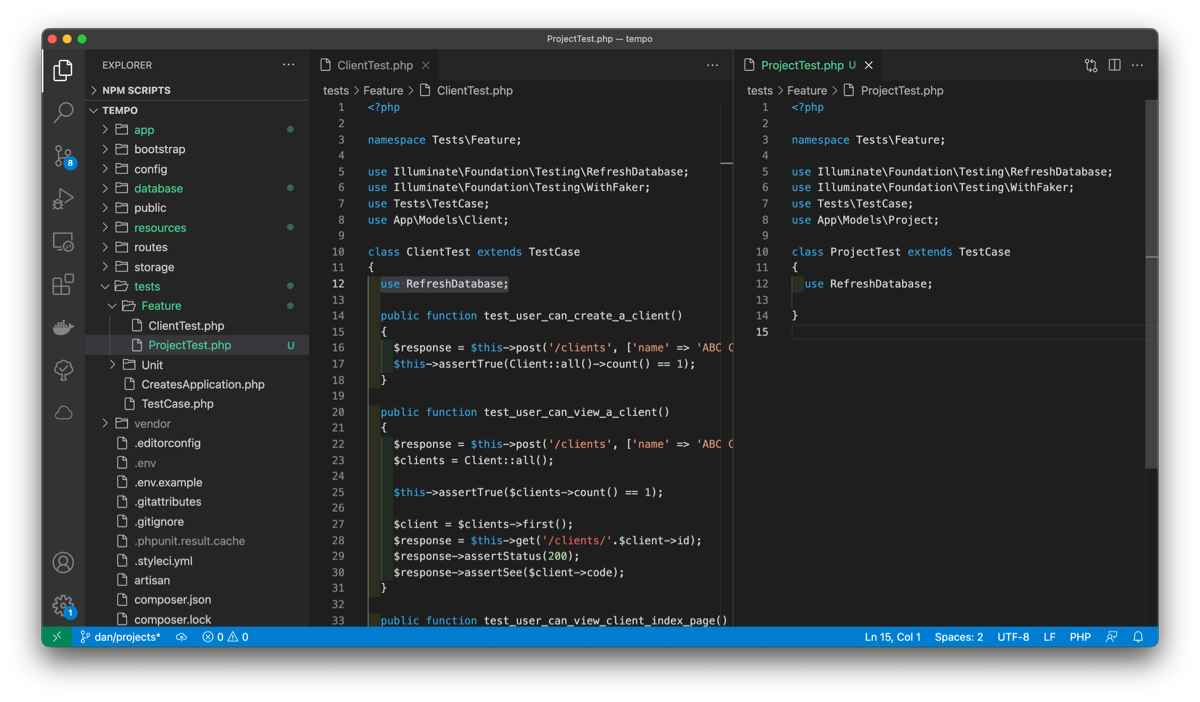 ProjectTest.php — tempo
EXPLORER
NPM SCRIPTS
TEMPO
app
bootstrap
config
database
public
resources
routes
storage
tests
Feature
ClientTest.php
ProjectTest.php U
Unit
CreatesApplication.php
TestCase.php
vendor
.editorconfig
.env
.env.example
.gitattributes
.gitignore
.phpunit.result.cache
.styleci.yml
artisan
composer.json
composer.lock
8
1
ClientTest.php
tests > Feature > ClientTest.php
1 <?php
2
3 namespace Tests\Feature;
4
5 use Illuminate\Foundation\Testing\RefreshDatabase;
6 use Illuminate\Foundation\Testing\WithFaker;
7 use Tests\TestCase;
8 use App\Models\Client;
9
10 class ClientTest extends TestCase
11 {
12 use RefreshDatabase;
13
14 public function test_user_can_create_a_client()
15 {
16 $response = $this->post('/clients', ['name' => 'ABC C
17 $this->assertTrue(Client::all()->count() == 1);
18 }
19
20 public function test_user_can_view_a_client()
21 {
22 $response = $this->post('/clients', ['name' => 'ABC C
23 $clients = Client::all();
24
25 $this->assertTrue($clients->count() == 1);
26
27 $client = $clients->first();
28 $response = $this->get('/clients/'.$client->id);
29 $response->assertStatus(200);
30 $response->assertSee($client->code);
31 }
32
33 public function test_user_can_view_client_index_page()
ProjectTest.php U
tests > Feature > ProjectTest.php
1 <?php
2
3 namespace Tests\Feature;
4
5 use Illuminate\Foundation\Testing\RefreshDatabase;
6 use Illuminate\Foundation\Testing\WithFaker;
7 use Tests\TestCase;
8 use App\Models\Project;
9
10 class ProjectTest extends TestCase
11 {
12 use RefreshDatabase;
13
14 }
15
dan/projects* 0 0 Ln 15, Col 1 Spaces: 2 UTF-8 LF PHP